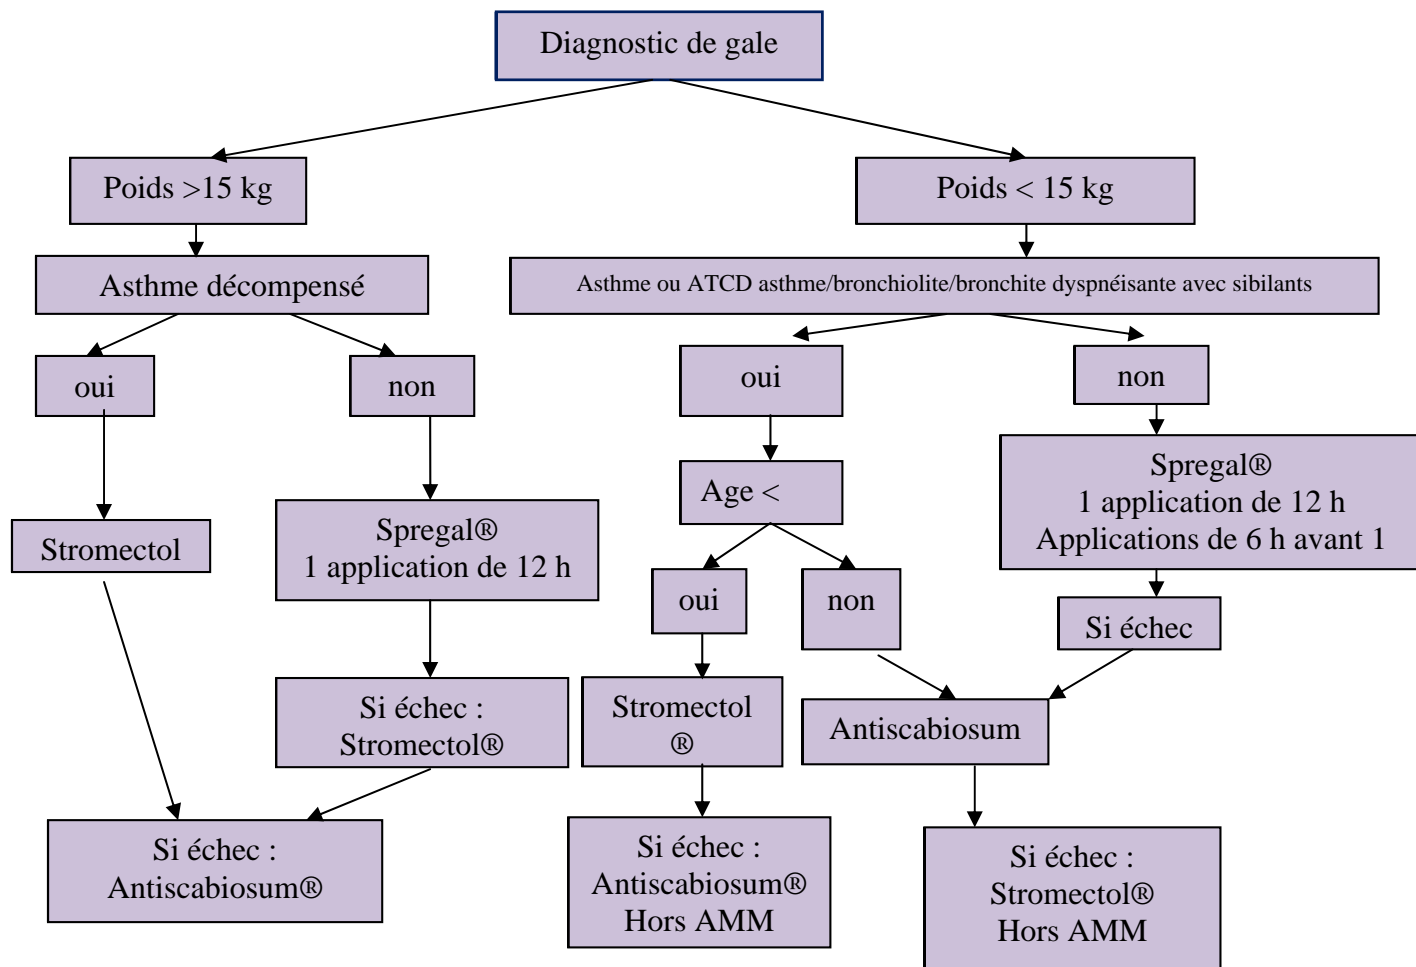 Diagnostic de gale
Poids >15 kg
Poids < 15 kg
Asthme décompensé
Asthme ou ATCD asthme/bronchiolite/bronchite dyspnéisante avec sibilants
oui
non
oui
non
Stromectol
Spregal®
1 application de 12 h
Age <
Spregal®
1 application de 12 h
Applications de 6 h avant 1
oui
non
Si échec
Si échec :
Stromectol®
Stromectol
®
Antiscabiosum
Si échec :
Antiscabiosum®
Si échec :
Antiscabiosum®
Hors AMM
Si échec :
Stromectol®
Hors AMM